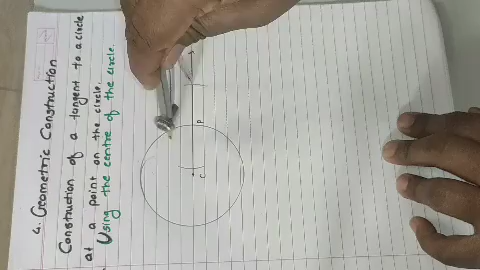 4. Geometric Construction
Construction of a tangent to a circle
at a point on the circle.
Using the centre of the circle.
P
C